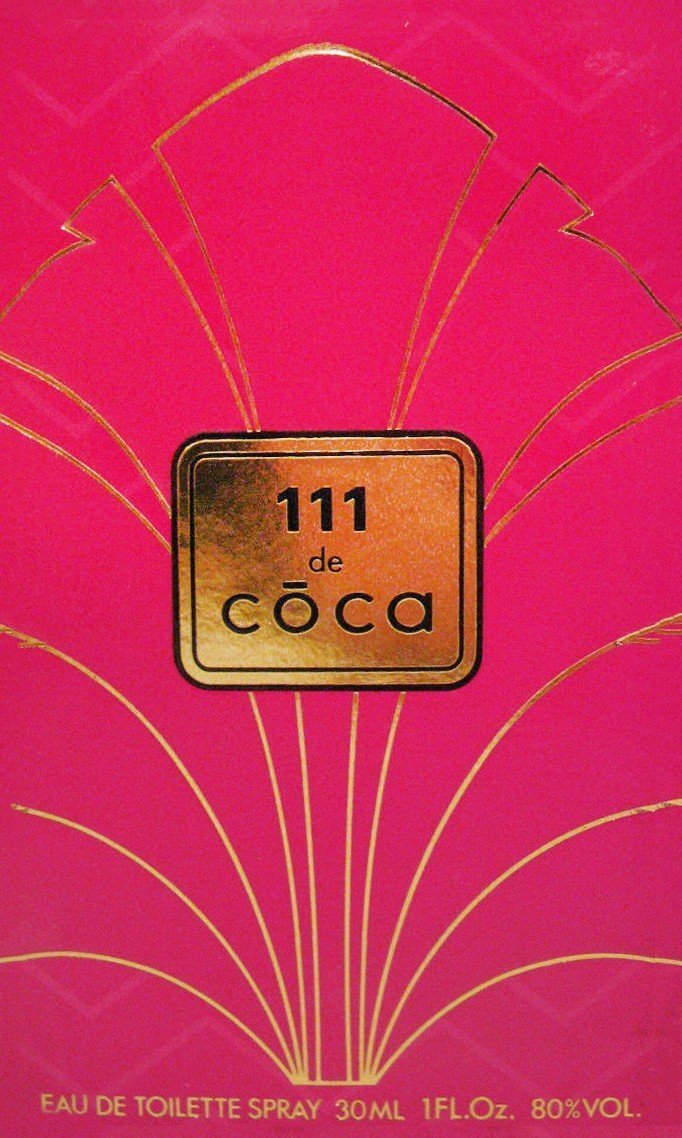 111
de
cōca
EAU DE TOILETTE SPRAY 30ML 1FL.Oz. 80%VOL.